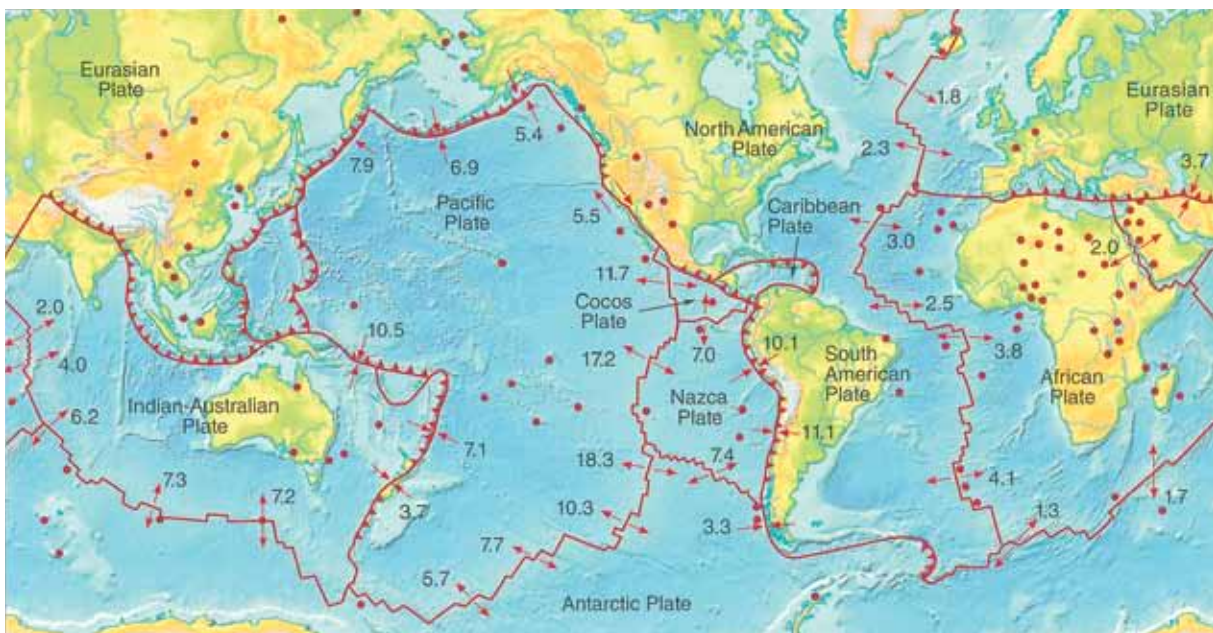 Eurasian
Plate
7.9
6.9
5.4
Pacific
Plate
5.5
North American
Plate
1.8
2.3
Eurasian
Plate
3.7
Caribbean
Plate
3.0
2.0
11.7
Cocos
Plate
2.5
2.0
4.0
6.2
10.5
17.2
7.0
10.1
South
American
Plate
3.8
African
Plate
Indian-Australian
Plate
Nazca
Plate
7.1
11.1
18.3
7.4
4.1
7.3
7.2
3.7
10.3
3.3
1.3
1.7
7.7
5.7
Antarctic Plate